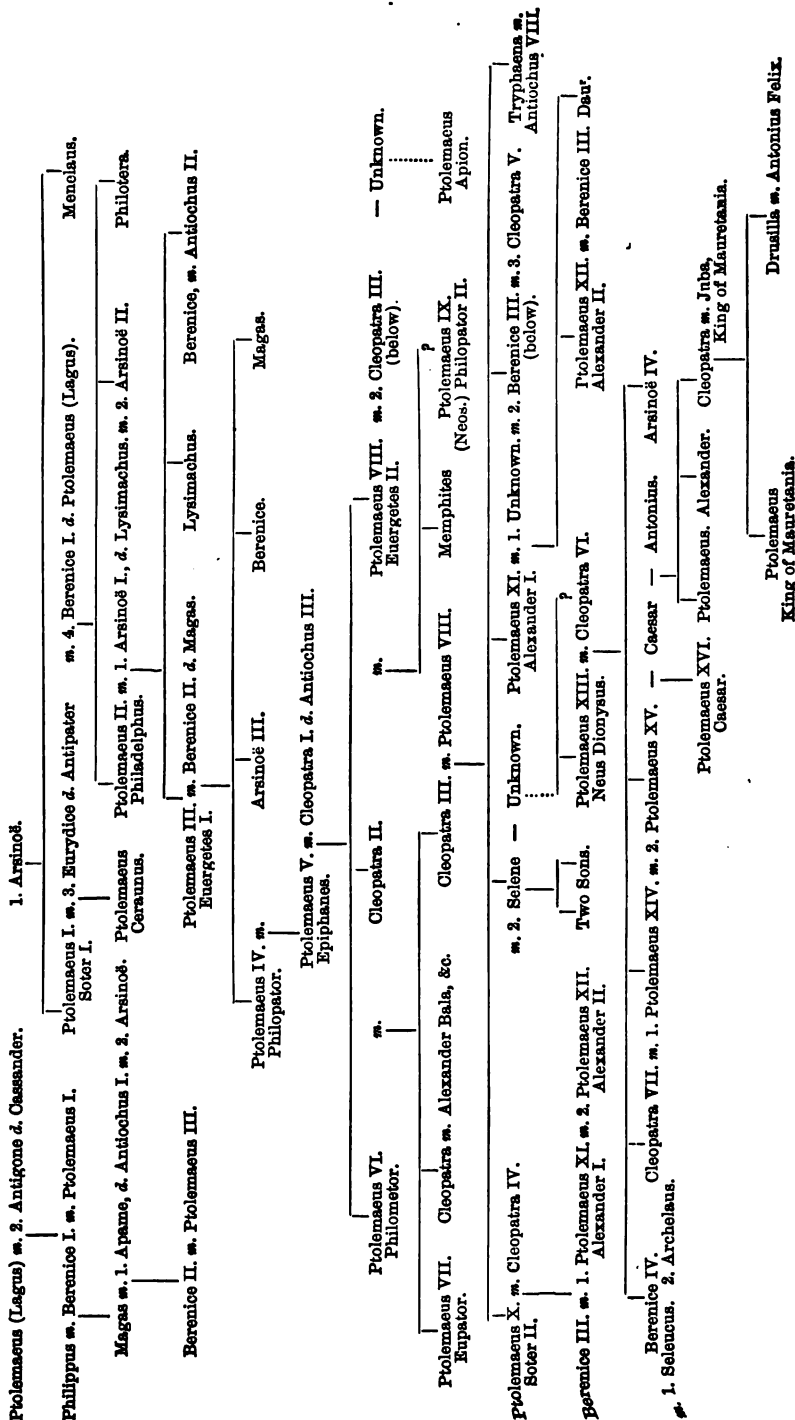 Ptolemaeus (Lagus) m. 2. Antigone d. Cassander. 1. Arsinoë.
Philippus m. Berenice I. m. Ptolemaeus I. Ptolemaeus I. m. 3. Eurydice d. Antipater m. 4. Berenice I. d. Ptolemaeus (Lagus). Menelaus.
Soter I.
Magas m. 1. Apame, d. Antiochus I. m. 2. Arsinoë. Ptolemaeus Ptolemaeus II. m. 1. Arsinoë I., d. Lysimachus. m. 2. Arsinoë II. Philotera.
Ceraunus. Philadelphus.
Berenice II. m. Ptolemaeus III. Ptolemaeus III. m. Berenice II. d. Magas. Lysimachus. Berenice, m. Antiochus II.
Euergetes I.
Ptolemaeus IV. m. Arsinoë III. Berenice. Magas.
Philopator.
Ptolemaeus V. m. Cleopatra I. d. Antiochus III.
Epiphanes.
Ptolemaeus VI. m. Cleopatra II. m. Ptolemaeus VIII. m. 2. Cleopatra III. — Unknown.
Philometor. Euergetes II. (below).
Ptolemaeus VII. Cleopatra m. Alexander Bala, &c. Cleopatra III. m. Ptolemaeus VIII. Memphites Ptolemaeus IX. ? Ptolemaeus
Eupator. (Neos.) Philopator II. Apion.
Ptolemaeus X. m. Cleopatra IV. m. 2. Selene — Unknown. Ptolemaeus XI. m. 1. Unknown. m. 2. Berenice III. m. 3. Cleopatra V. Tryphaena m.
Soter II. Alexander I. (below). Antiochus VIII.
Berenice III. m. 1. Ptolemaeus XI. m. 2. Ptolemaeus XII. Two Sons. Ptolemaeus XIII. m. Cleopatra VI. ? Ptolemaeus XII. m. Berenice III. Daur.
Alexander I. Alexander II. Neus Dionysus. Alexander II.
Berenice IV. Cleopatra VII. m. 1. Ptolemaeus XIV. m. 2. Ptolemaeus XV. — Caesar — Antonius. Arsinoë IV.
m. 1. Seleucus. 2. Archelaus.
Ptolemaeus XVI. Ptolemaeus. Alexander. Cleopatra m. Juba,
Caesar. King of Mauretania.
Ptolemaeus Drusilla m. Antonius Felix.
King of Mauretania.